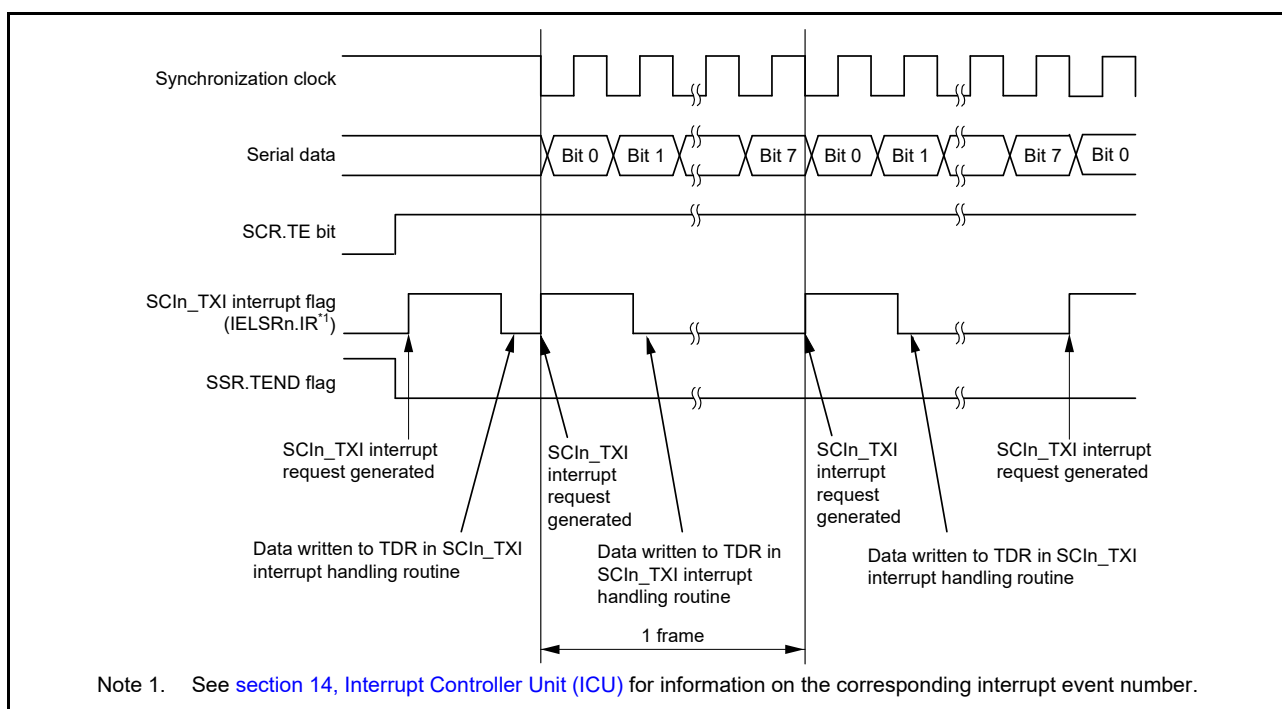 Synchronization clock
Serial data
Bit 0 Bit 1 Bit 7 Bit 0 Bit 1 Bit 7 Bit 0
SCR.TE bit
SCIn_TXI interrupt flag
(IELSRn.IR*1)
SSR.TEND flag
SCIn_TXI interrupt
request generated
SCIn_TXI
interrupt
request
generated
SCIn_TXI
interrupt
request
generated
SCIn_TXI interrupt
request generated
Data written to TDR in SCIn_TXI
interrupt handling routine
Data written to TDR in
SCIn_TXI interrupt
handling routine
Data written to TDR in SCIn_TXI
interrupt handling routine
1 frame
Note 1. See section 14, Interrupt Controller Unit (ICU) for information on the corresponding interrupt event number.